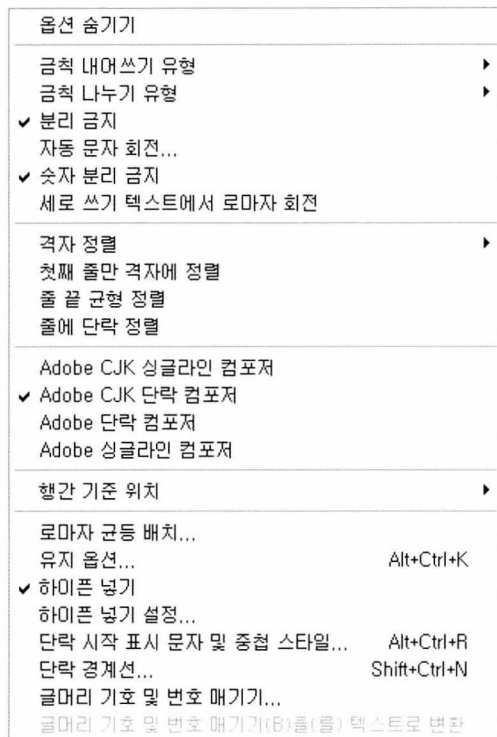 옵션 숨기기
금칙 내어쓰기 유형
금칙 나누기 유형
분리 금지
자동 문자 회전...
숫자 분리 금지
세로 쓰기 텍스트에서 로마자 회전
격자 정렬
첫째 줄만 격자에 정렬
줄 끝 균형 정렬
줄에 단락 정렬
Adobe CJK 싱글라인 컴포저
Adobe CJK 단락 컴포저
Adobe 단락 컴포저
Adobe 싱글라인 컴포저
행간 기준 위치
로마자 균등 배치...
유지 옵션... Alt+Ctrl+K
하이픈 넣기
하이픈 넣기 설정...
단락 시작 표시 문자 및 중첩 스타일... Alt+Ctrl+R
단락 경계선... Shift+Ctrl+N
글머리 기호 및 번호 매기기...
글머리 기호 및 번호 매기기(B)을(를) 텍스트로 변환